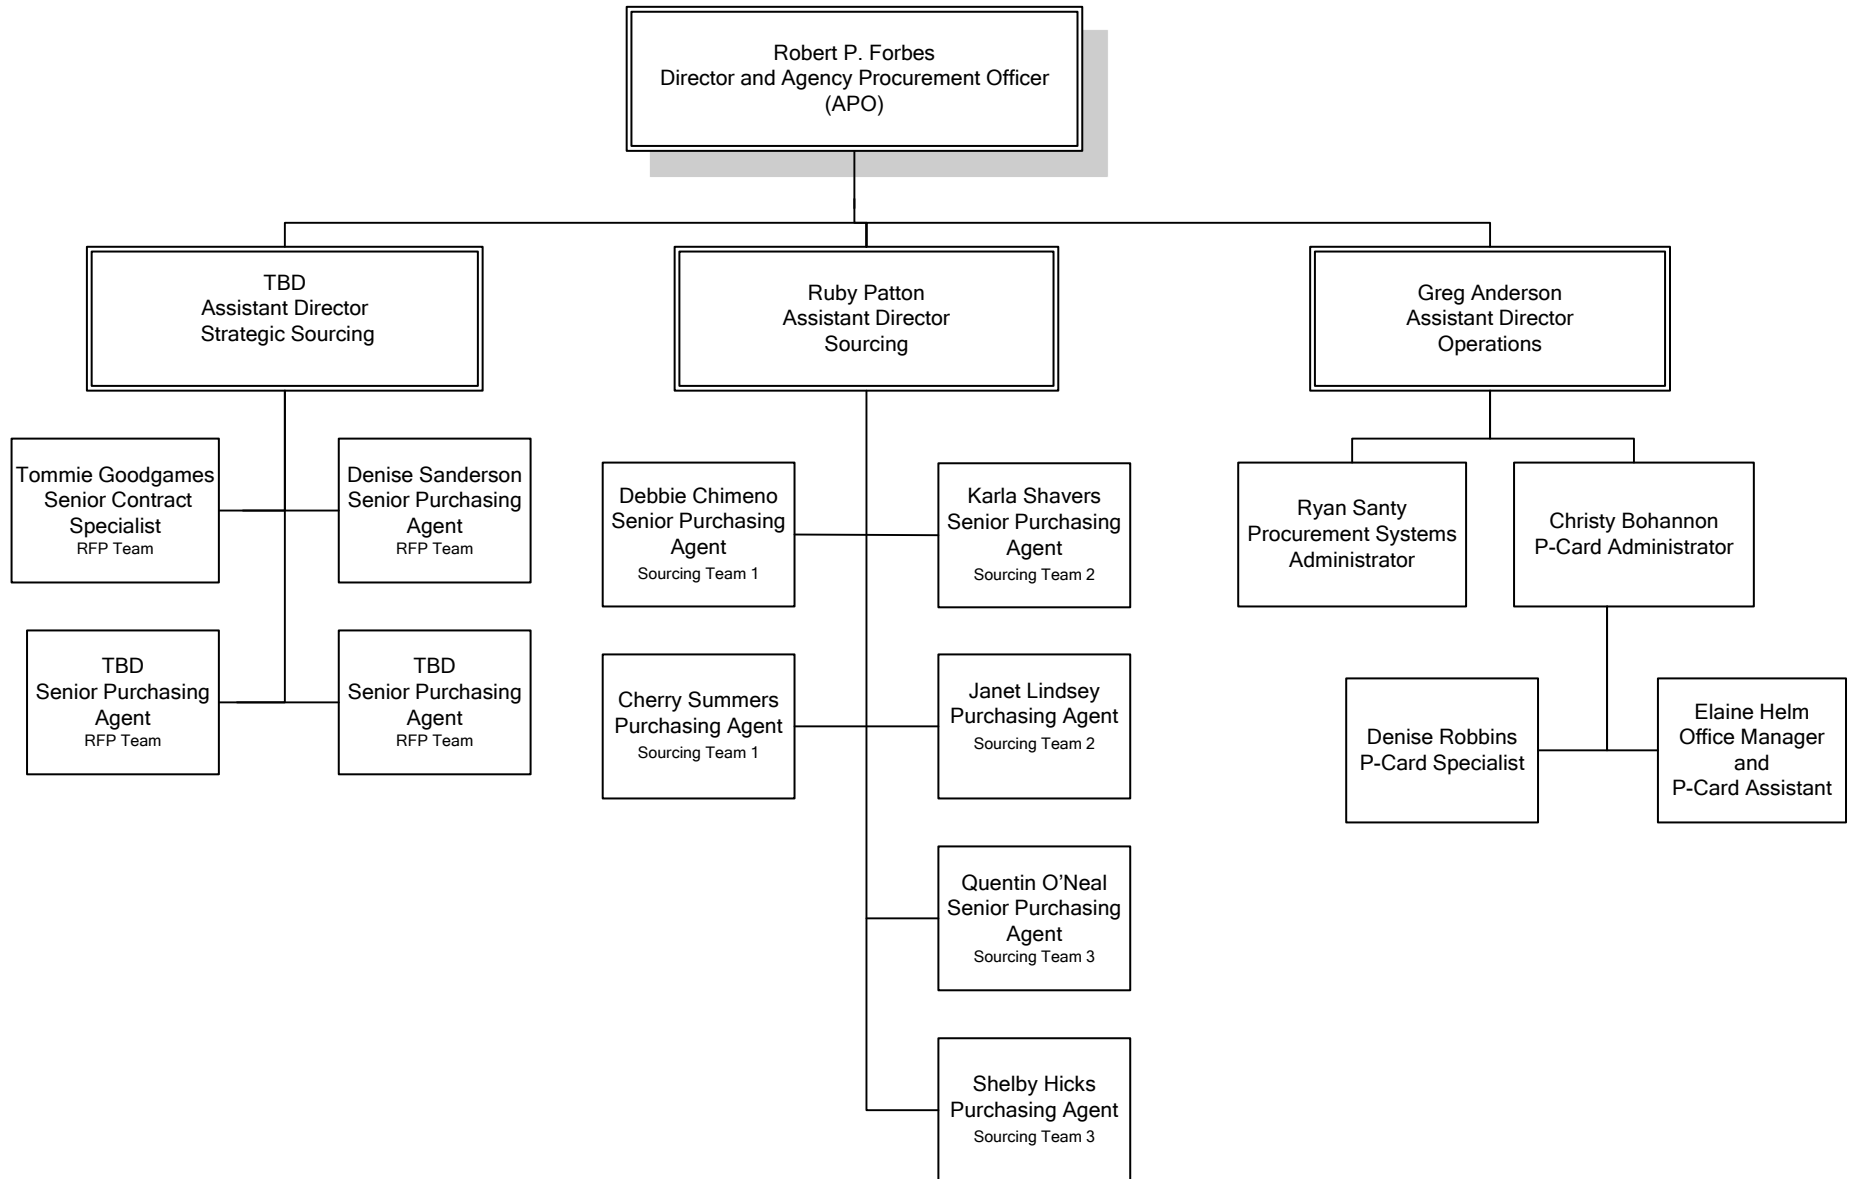 Robert P. Forbes
Director and Agency Procurement Officer
(APO)
TBD
Assistant Director
Strategic Sourcing
Ruby Patton
Assistant Director
Sourcing
Greg Anderson
Assistant Director
Operations
Tommie Goodgames
Senior Contract
Specialist
RFP Team
Denise Sanderson
Senior Purchasing
Agent
RFP Team
TBD
Senior Purchasing
Agent
RFP Team
TBD
Senior Purchasing
Agent
RFP Team
Debbie Chimeno
Senior Purchasing
Agent
Sourcing Team 1
Karla Shavers
Senior Purchasing
Agent
Sourcing Team 2
Cherry Summers
Purchasing Agent
Sourcing Team 1
Janet Lindsey
Purchasing Agent
Sourcing Team 2
Quentin O’Neal
Senior Purchasing
Agent
Sourcing Team 3
Shelby Hicks
Purchasing Agent
Sourcing Team 3
Ryan Santy
Procurement Systems
Administrator
Christy Bohannon
P-Card Administrator
Denise Robbins
P-Card Specialist
Elaine Helm
Office Manager
and
P-Card Assistant